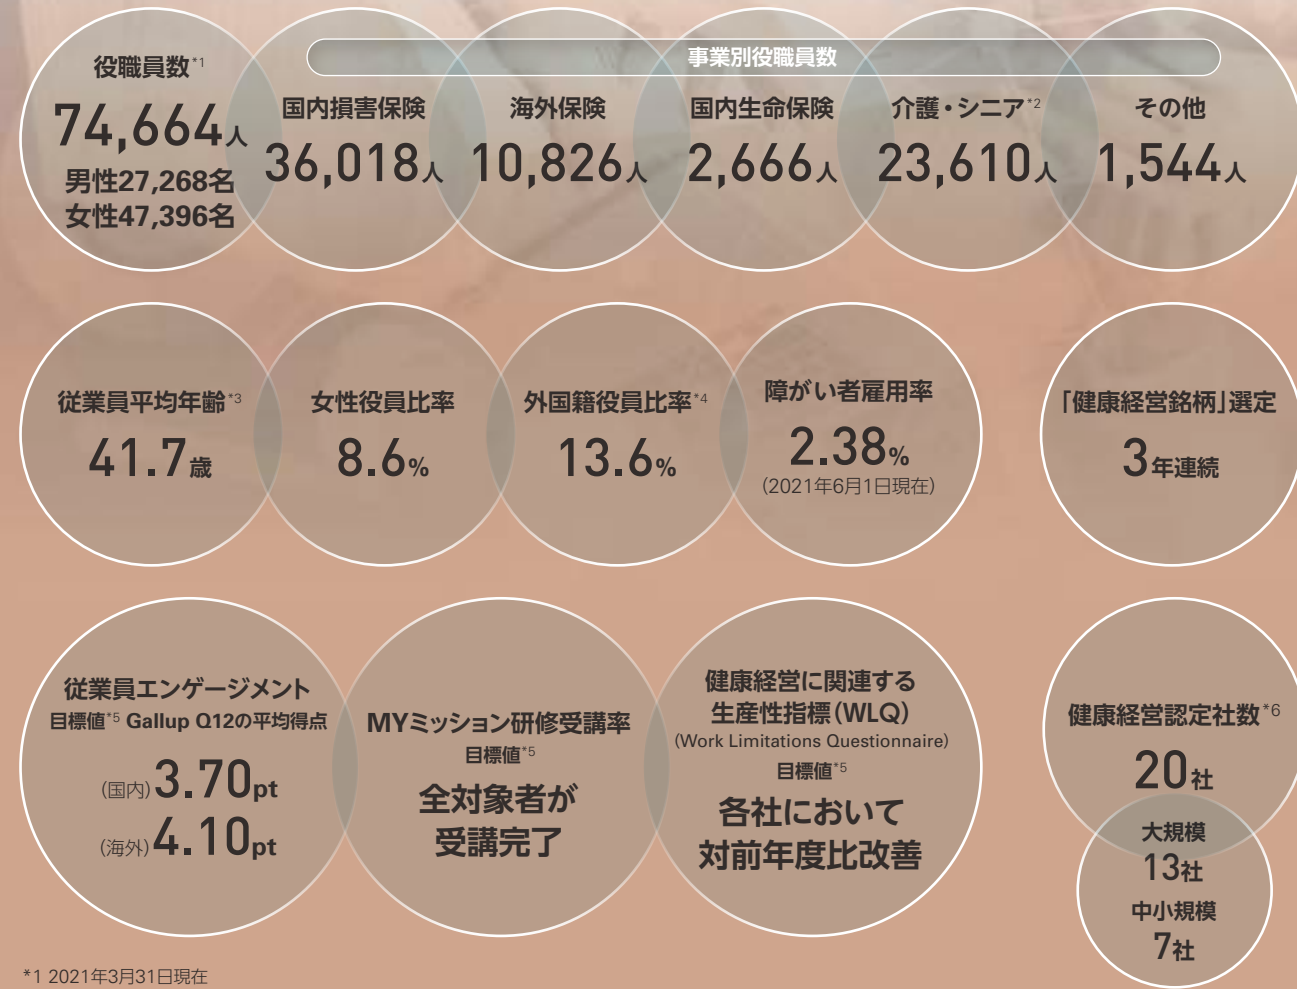 役職員数*1
74,664人
男性27,268名
女性47,396名
事業別役職員数
国内損害保険
36,018人
海外保険
10,826人
国内生命保険
2,666人
介護・シニア*2
23,610人
その他
1,544人
従業員平均年齢*3
41.7歳
女性役員比率
8.6%
外国籍役員比率*4
13.6%
障がい者雇用率
2.38%
(2021年6月1日現在)
「健康経営銘柄」選定
3年連続
従業員エンゲージメント
目標値*5 Gallup Q12の平均得点
(国内)3.70pt
(海外)4.10pt
MYミッション研修受講率
目標値*5
全対象者が
受講完了
健康経営に関連する
生産性指標(WLQ)
(Work Limitations Questionnaire)
目標値*5
各社において
対前年度比改善
健康経営認定社数*6
20社
大規模
13社
中小規模
7社
*1 2021年3月31日現在